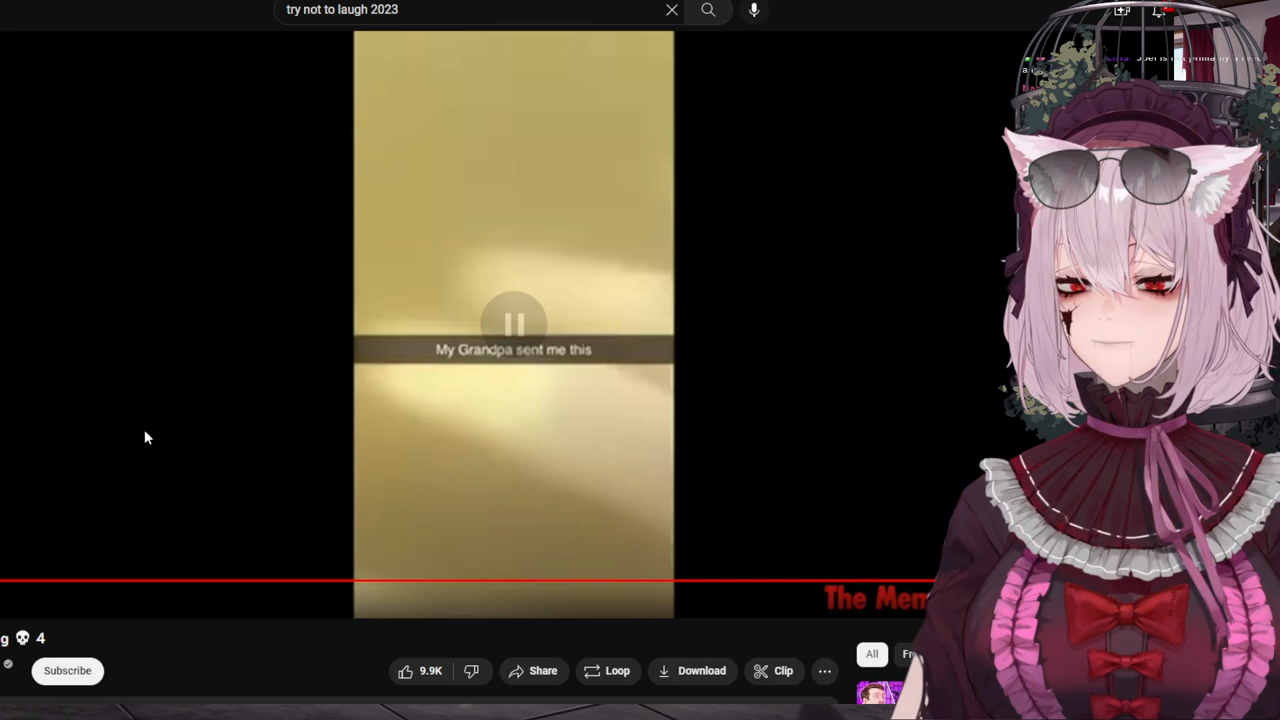 try not to laugh 2023
My Grandpa sent me this
The Mem
g 💀 4
Subscribe
9.9K
Share
Loop
Download
Clip
All